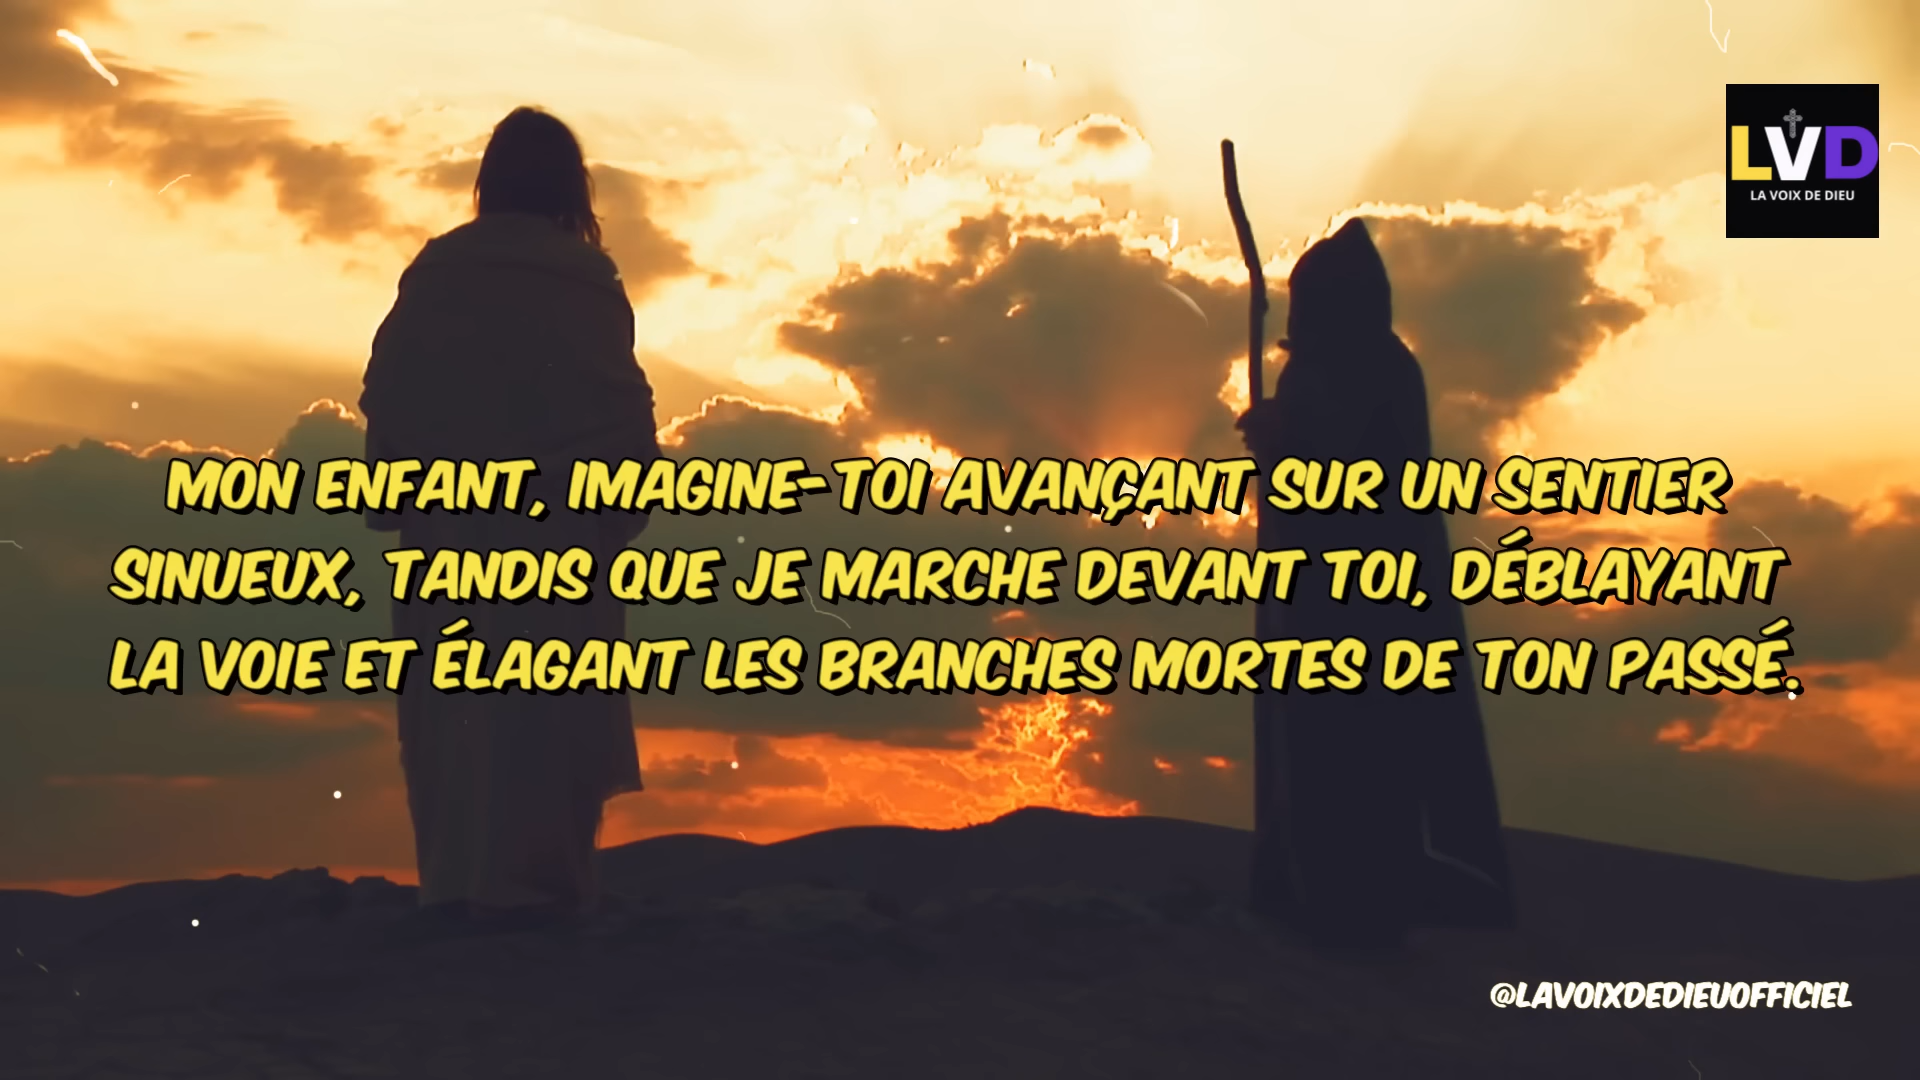 LVD
LA VOIX DE DIEU
MON ENFANT, IMAGINE-TOI AVANÇANT SUR UN SENTIER
SINUEUX, TANDIS QUE JE MARCHE DEVANT TOI, DÉBLAYANT
LA VOIE ET ÉLAGANT LES BRANCHES MORTES DE TON PASSÉ.
@LAVOIXDEDIEUOFFICIEL